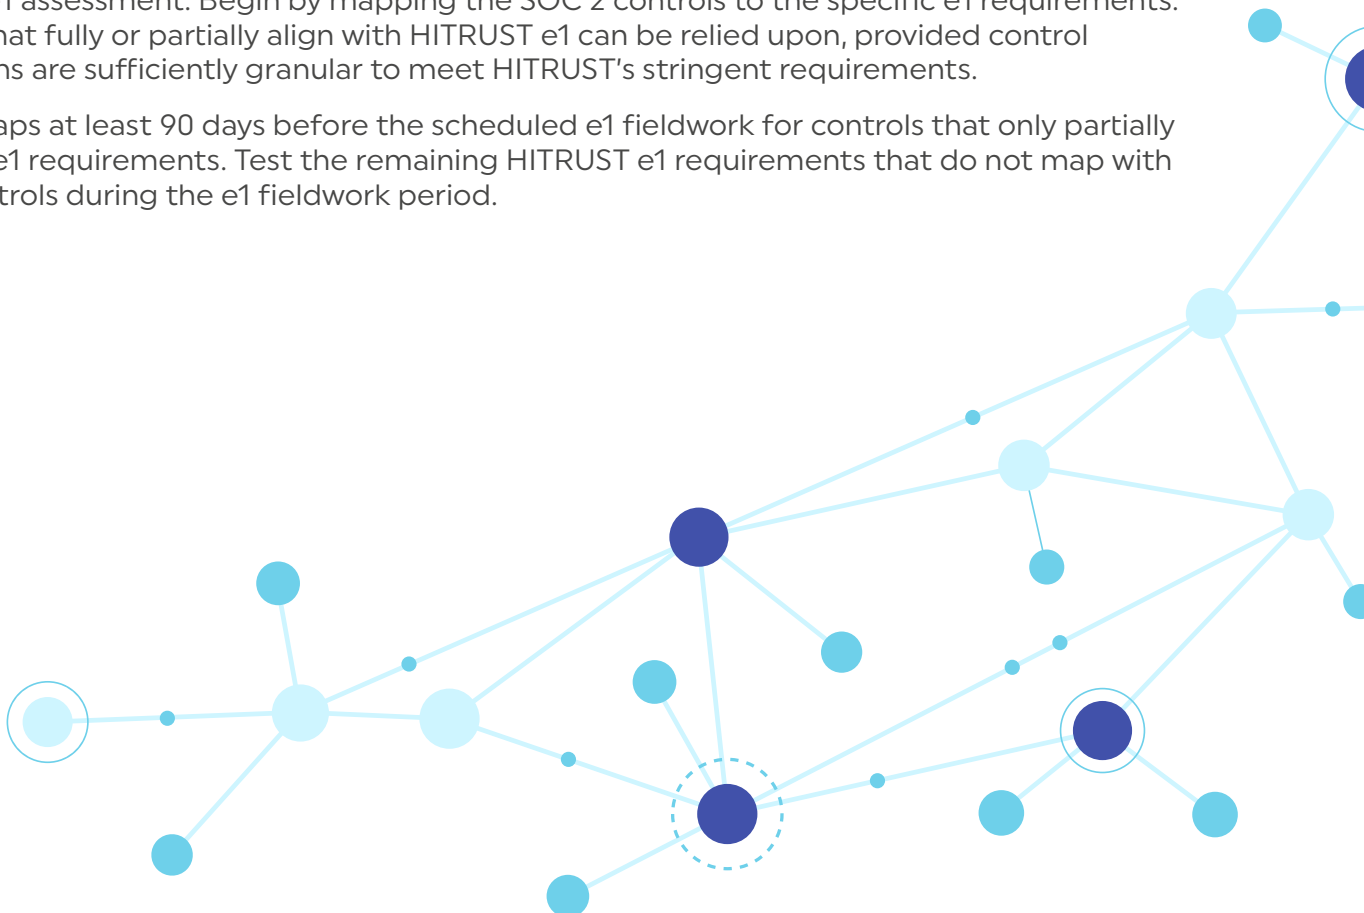 assessment. Begin by mapping the SOC 2 controls to the specific e1 requirements.
hat fully or partially align with HITRUST e1 can be relied upon, provided control
ns are sufficiently granular to meet HITRUST's stringent requirements.
aps at least 90 days before the scheduled e1 fieldwork for controls that only partially
e1 requirements. Test the remaining HITRUST e1 requirements that do not map with
trols during the e1 fieldwork period.